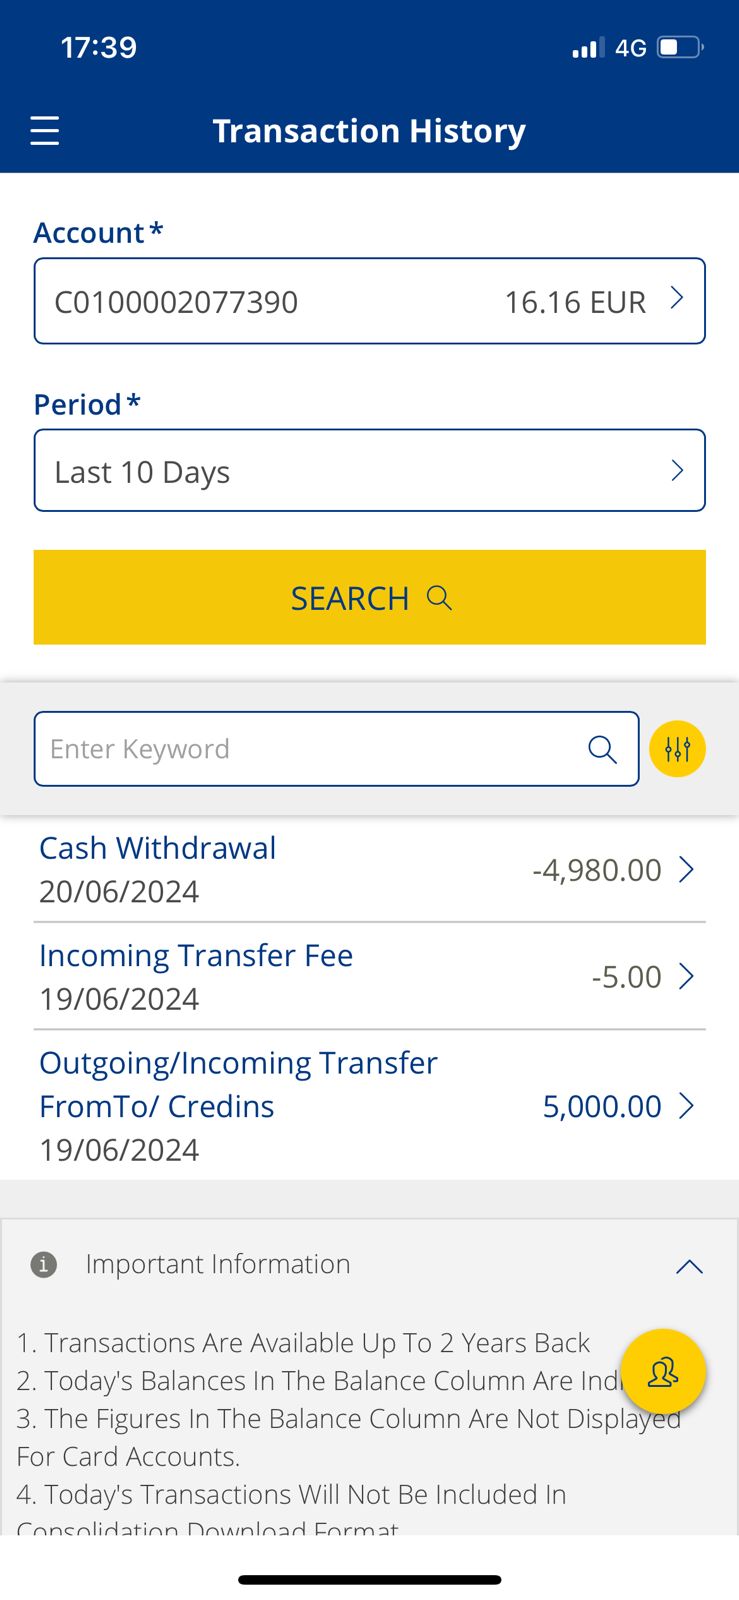 17:39
4G
Transaction History
Account*
C0100002077390 16.16 EUR
Period*
Last 10 Days
SEARCH
Enter Keyword
Cash Withdrawal
-4,980.00
20/06/2024
Incoming Transfer Fee
-5.00
19/06/2024
Outgoing/Incoming Transfer
FromTo/ Credins
5,000.00
19/06/2024
Important Information
1. Transactions Are Available Up To 2 Years Back
2. Today's Balances In The Balance Column Are
3. The Figures In The Balance Column Are Not Displayed
For Card Accounts.
4. Today's Transactions Will Not Be Included In
Consolidation Download Format